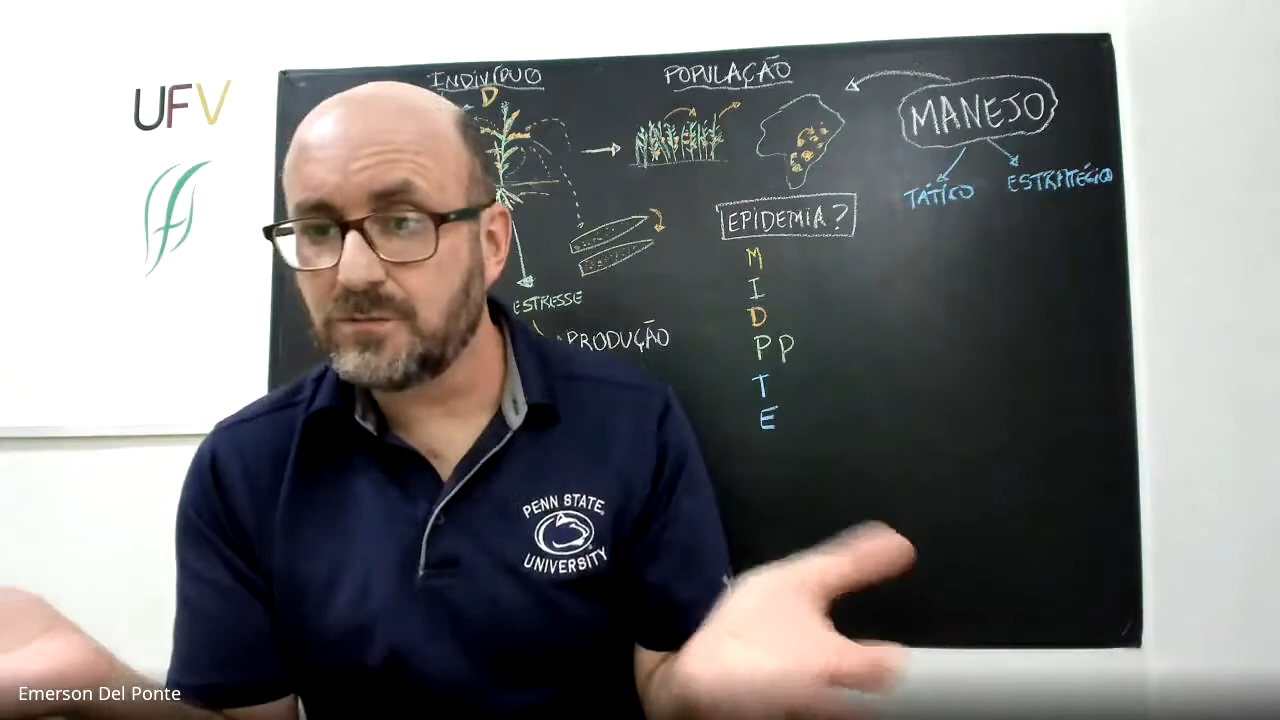 UFV
INDIVÍDUO
D
POPULAÇÃO
MANEJO
TÁTICO
ESTRATÉGICO
EPIDEMIA?
M
I
D
PP
T
E
ESTRESSE
PRODUÇÃO
PENN STATE
UNIVERSITY
Emerson Del Ponte